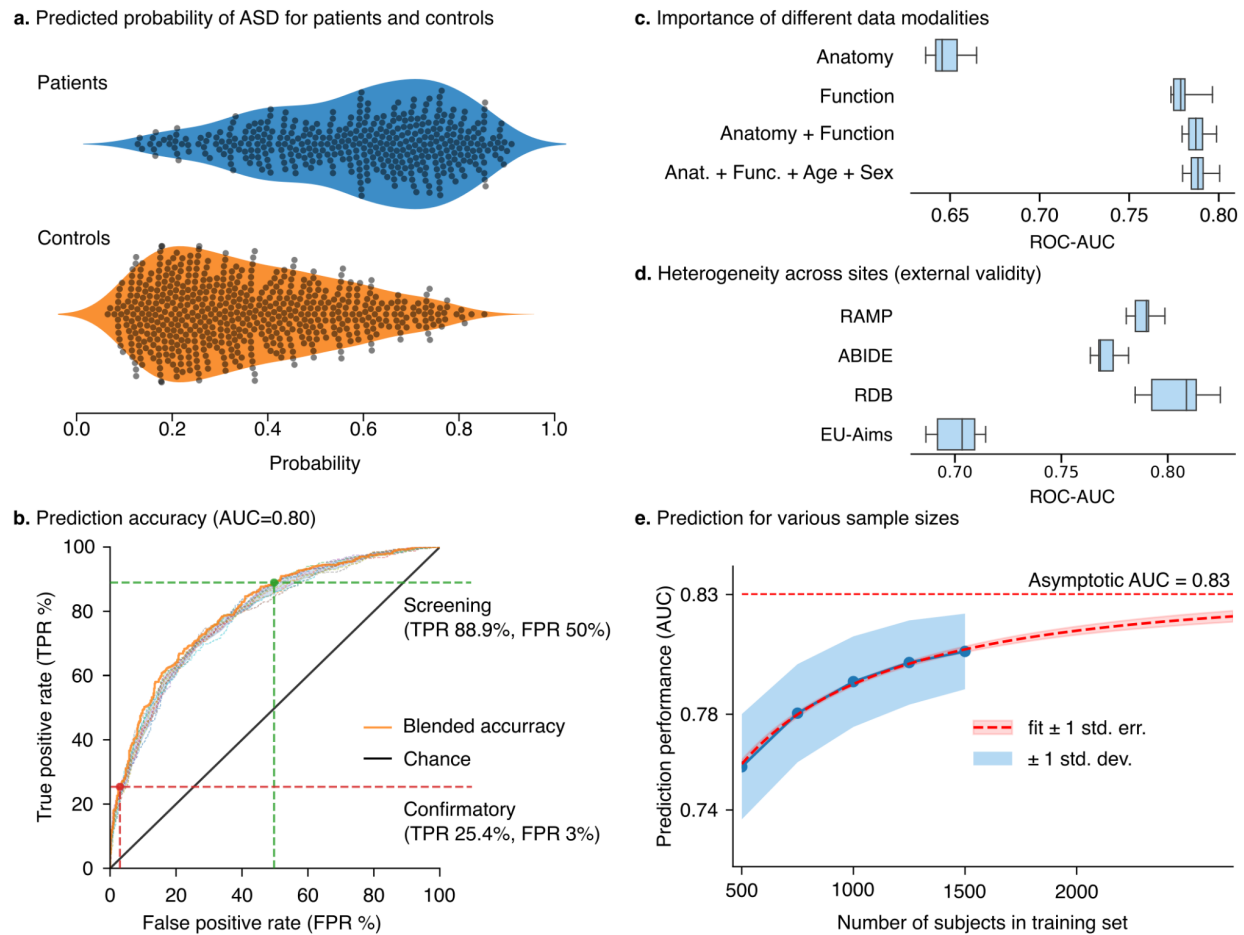 a. Predicted probability of ASD for patients and controls
Patients
Controls
0.0 0.2 0.4 0.6 0.8 1.0
Probability
b. Prediction accuracy (AUC=0.80)
100
80
60
40
20
0
True positive rate (TPR %)
Screening
(TPR 88.9%, FPR 50%)
Blended accurracy
Chance
Confirmatory
(TPR 25.4%, FPR 3%)
0 20 40 60 80 100
False positive rate (FPR %)
c. Importance of different data modalities
Anatomy
Function
Anatomy + Function
Anat. + Func. + Age + Sex
0.65 0.70 0.75 0.80
ROC-AUC
d. Heterogeneity across sites (external validity)
RAMP
ABIDE
RDB
EU-Aims
0.70 0.75 0.80
ROC-AUC
e. Prediction for various sample sizes
Asymptotic AUC = 0.83
0.83
0.78
0.74
Prediction performance (AUC)
fit ± 1 std. err.
± 1 std. dev.
500 1000 1500 2000
Number of subjects in training set